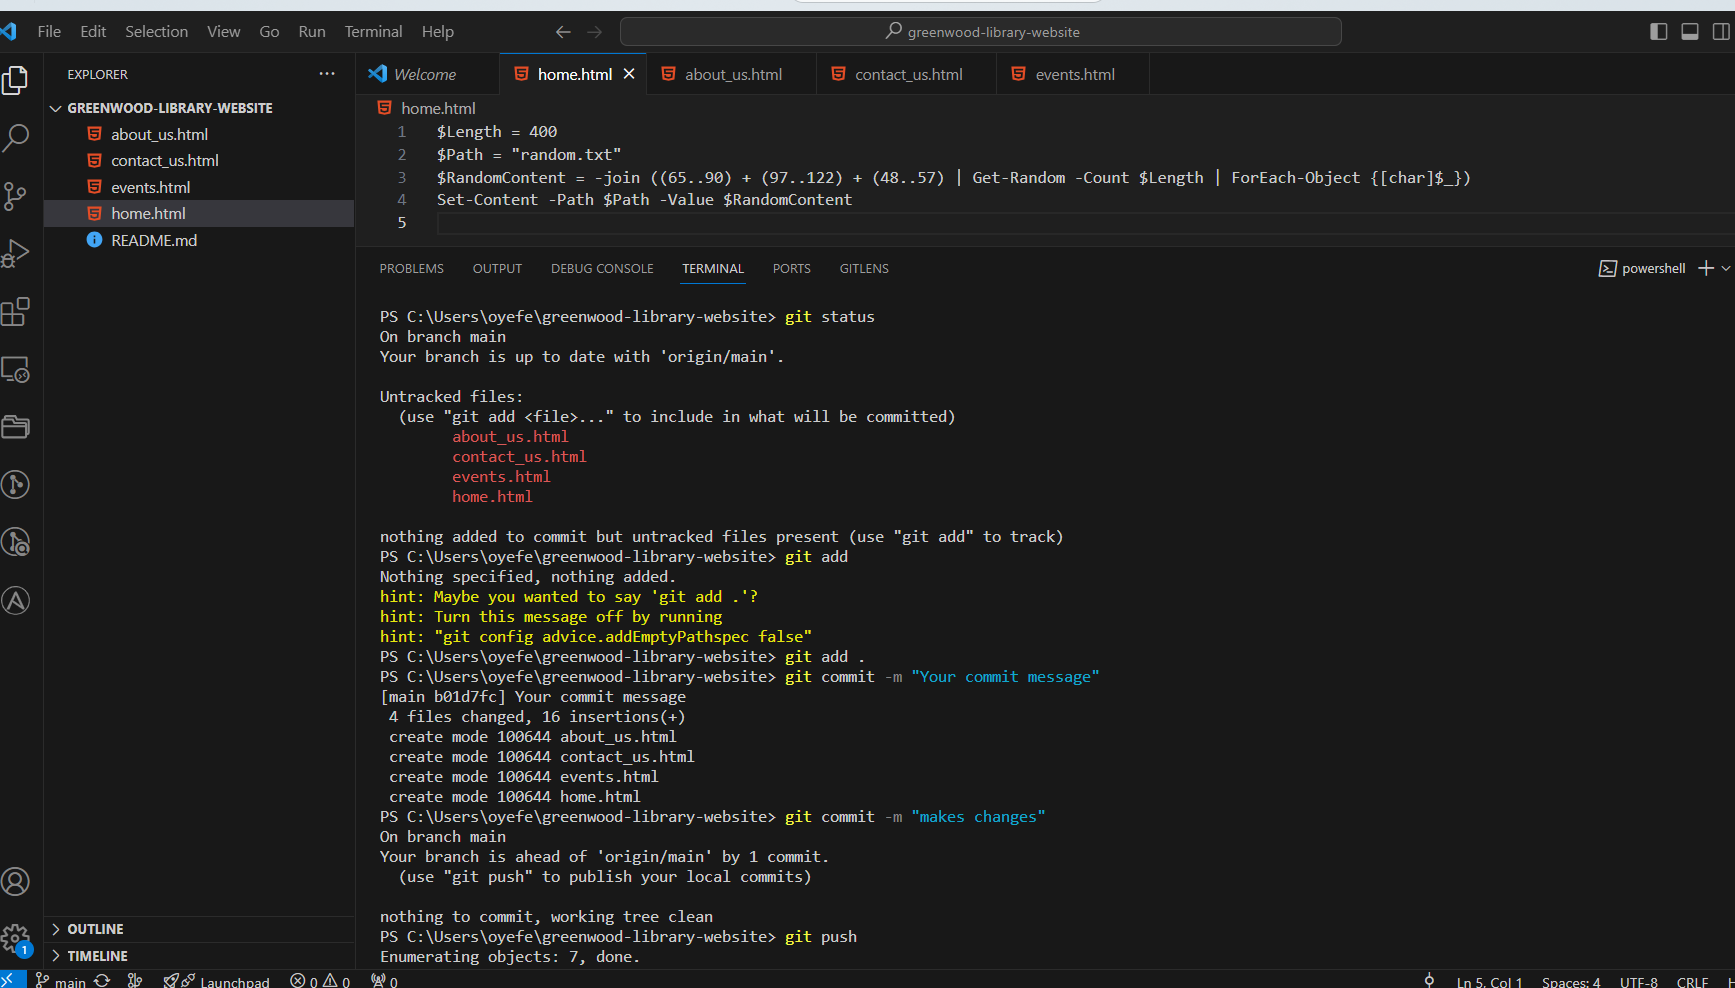 File Edit Selection View Go Run Terminal Help
greenwood-library-website
EXPLORER
GREENWOOD-LIBRARY-WEBSITE
about_us.html
contact_us.html
events.html
home.html
README.md
OUTLINE
TIMELINE
Welcome home.html about_us.html contact_us.html events.html
home.html
1 $Length = 400
2 $Path = "random.txt"
3 $RandomContent = -join ((65..90) + (97..122) + (48..57) | Get-Random -Count $Length | ForEach-Object {[char]$_})
4 Set-Content -Path $Path -Value $RandomContent
5
PROBLEMS OUTPUT DEBUG CONSOLE TERMINAL PORTS GITLENS
powershell
PS C:\Users\oyefe\greenwood-library-website> git status
On branch main
Your branch is up to date with 'origin/main'.
Untracked files:
(use "git add <file>..." to include in what will be committed)
about_us.html
contact_us.html
events.html
home.html
nothing added to commit but untracked files present (use "git add" to track)
PS C:\Users\oyefe\greenwood-library-website> git add
Nothing specified, nothing added.
hint: Maybe you wanted to say 'git add .'?
hint: Turn this message off by running
hint: "git config advice.addEmptyPathspec false"
PS C:\Users\oyefe\greenwood-library-website> git add .
PS C:\Users\oyefe\greenwood-library-website> git commit -m "Your commit message"
[main b01d7fc] Your commit message
4 files changed, 16 insertions(+)
create mode 100644 about_us.html
create mode 100644 contact_us.html
create mode 100644 events.html
create mode 100644 home.html
PS C:\Users\oyefe\greenwood-library-website> git commit -m "makes changes"
On branch main
Your branch is ahead of 'origin/main' by 1 commit.
(use "git push" to publish your local commits)
nothing to commit, working tree clean
PS C:\Users\oyefe\greenwood-library-website> git push
Enumerating objects: 7, done.
1
main Launchpad 0 0 0 Ln 5, Col 1 Spaces: 4 UTF-8 CRLF